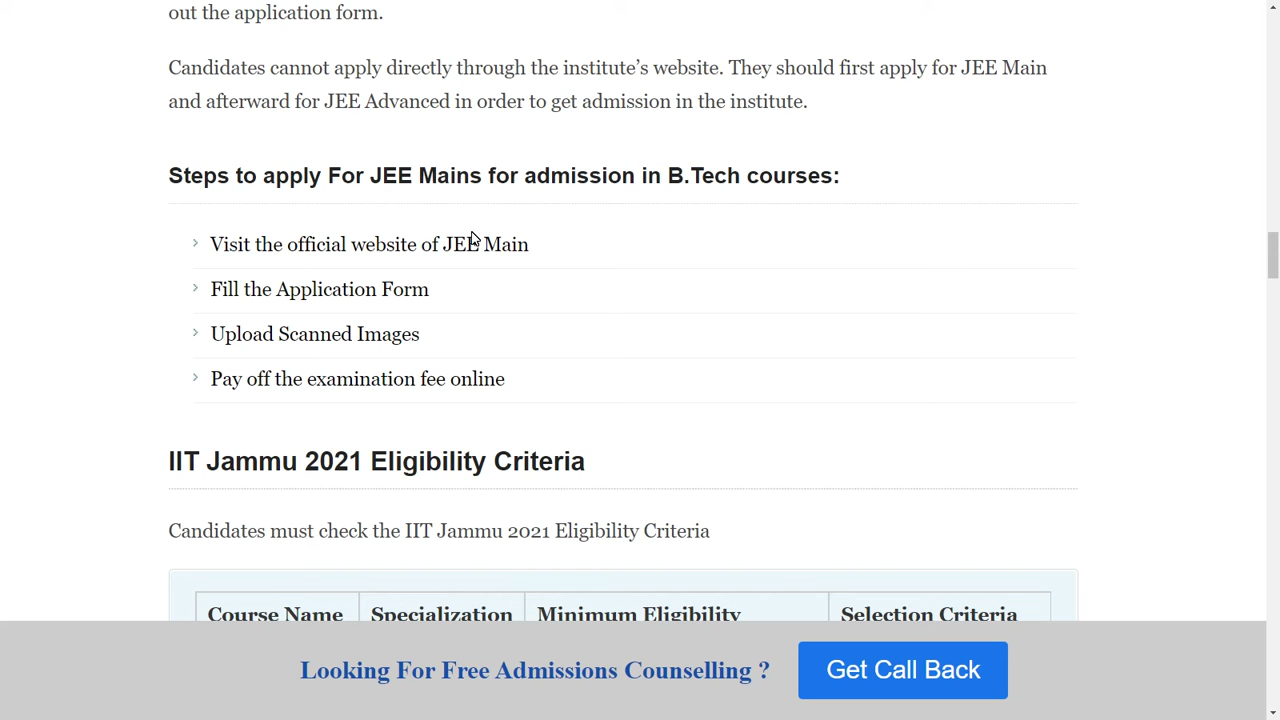 out the application form.
Candidates cannot apply directly through the institute’s website. They should first apply for JEE Main
and afterward for JEE Advanced in order to get admission in the institute.
Steps to apply For JEE Mains for admission in B.Tech courses:
Visit the official website of JEE Main
Fill the Application Form
Upload Scanned Images
Pay off the examination fee online
IIT Jammu 2021 Eligibility Criteria
Candidates must check the IIT Jammu 2021 Eligibility Criteria
Course Name Specialization Minimum Eligibility Selection Criteria
Looking For Free Admissions Counselling ? Get Call Back